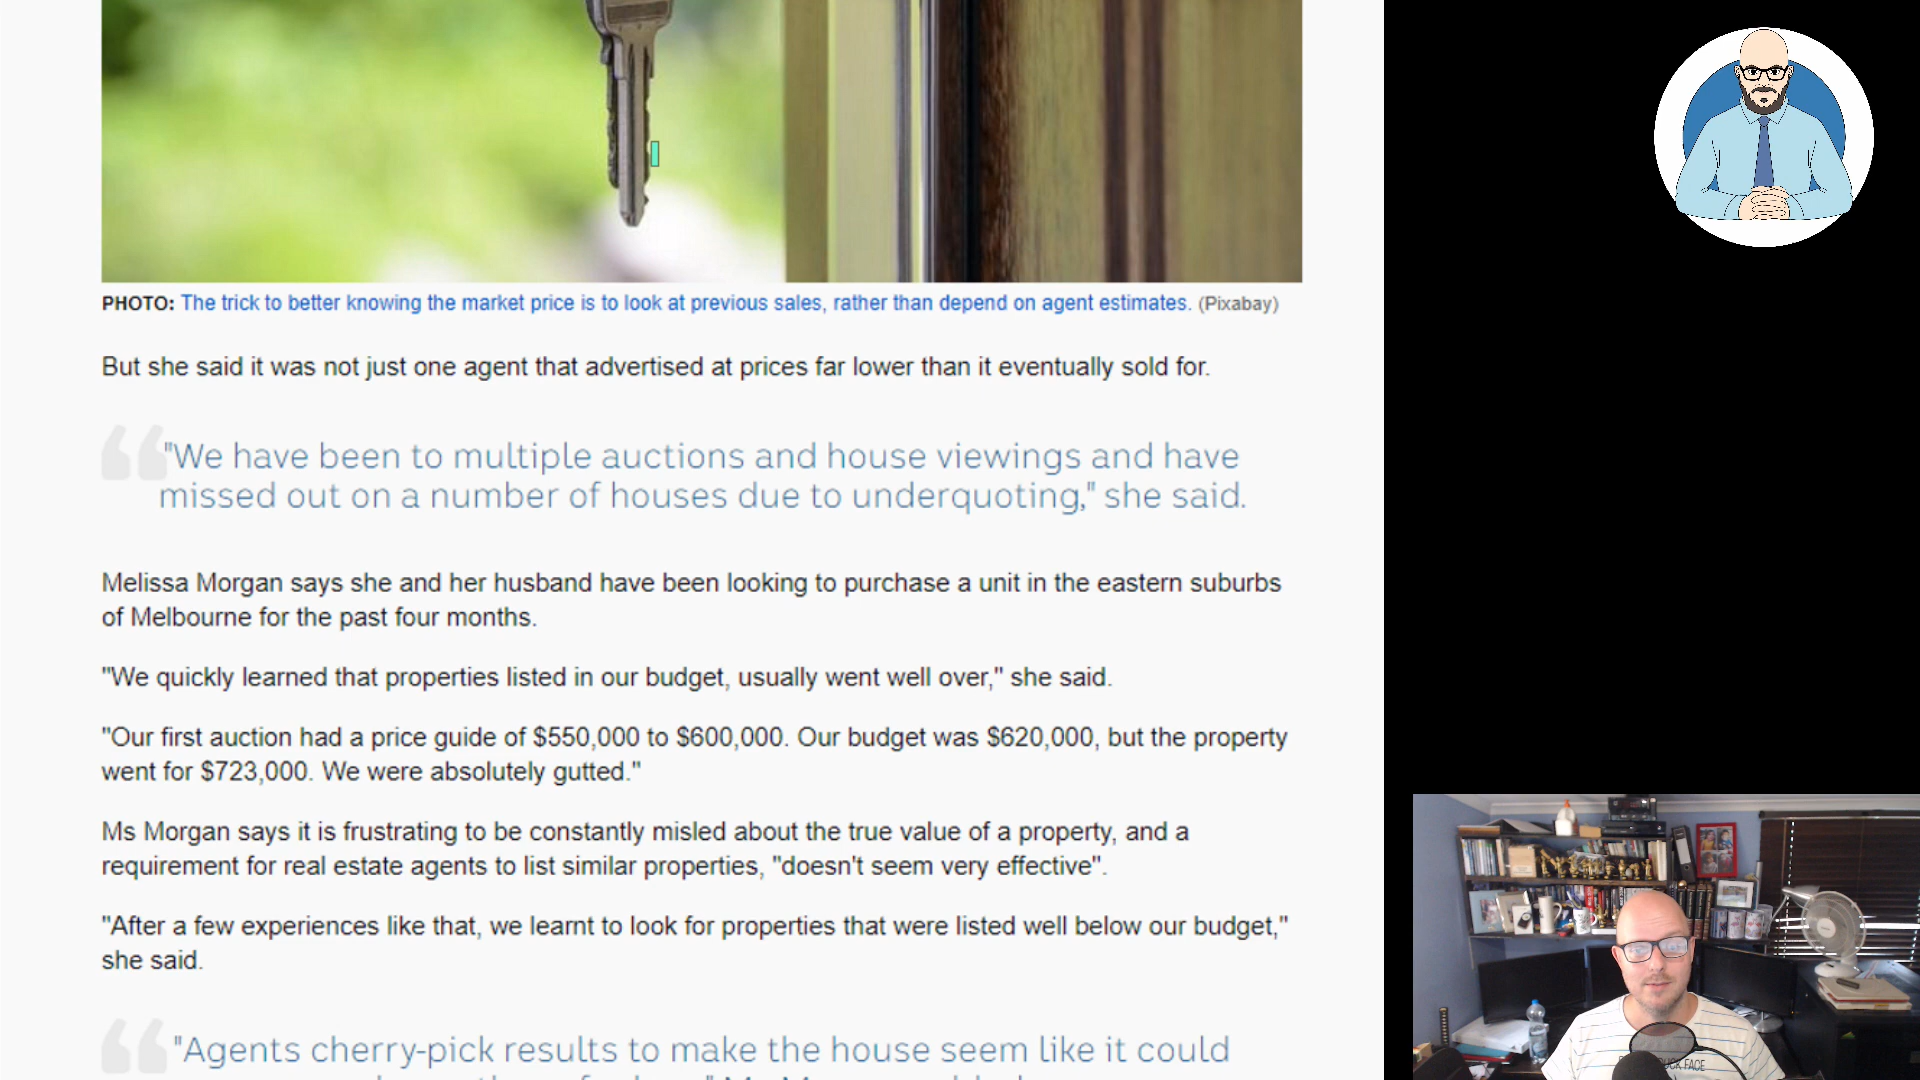 PHOTO: The trick to better knowing the market price is to look at previous sales, rather than depend on agent estimates. (Pixabay)
But she said it was not just one agent that advertised at prices far lower than it eventually sold for.
"We have been to multiple auctions and house viewings and have
missed out on a number of houses due to underquoting," she said.
Melissa Morgan says she and her husband have been looking to purchase a unit in the eastern suburbs
of Melbourne for the past four months.
"We quickly learned that properties listed in our budget, usually went well over," she said.
"Our first auction had a price guide of $550,000 to $600,000. Our budget was $620,000, but the property
went for $723,000. We were absolutely gutted."
Ms Morgan says it is frustrating to be constantly misled about the true value of a property, and a
requirement for real estate agents to list similar properties, "doesn't seem very effective".
"After a few experiences like that, we learnt to look for properties that were listed well below our budget,"
she said.
"Agents cherry-pick results to make the house seem like it could
FACE